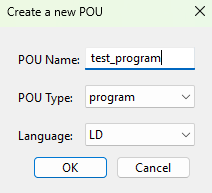 Create a new POU
POU Name: test_program
POU Type: program
Language: LD
OK Cancel